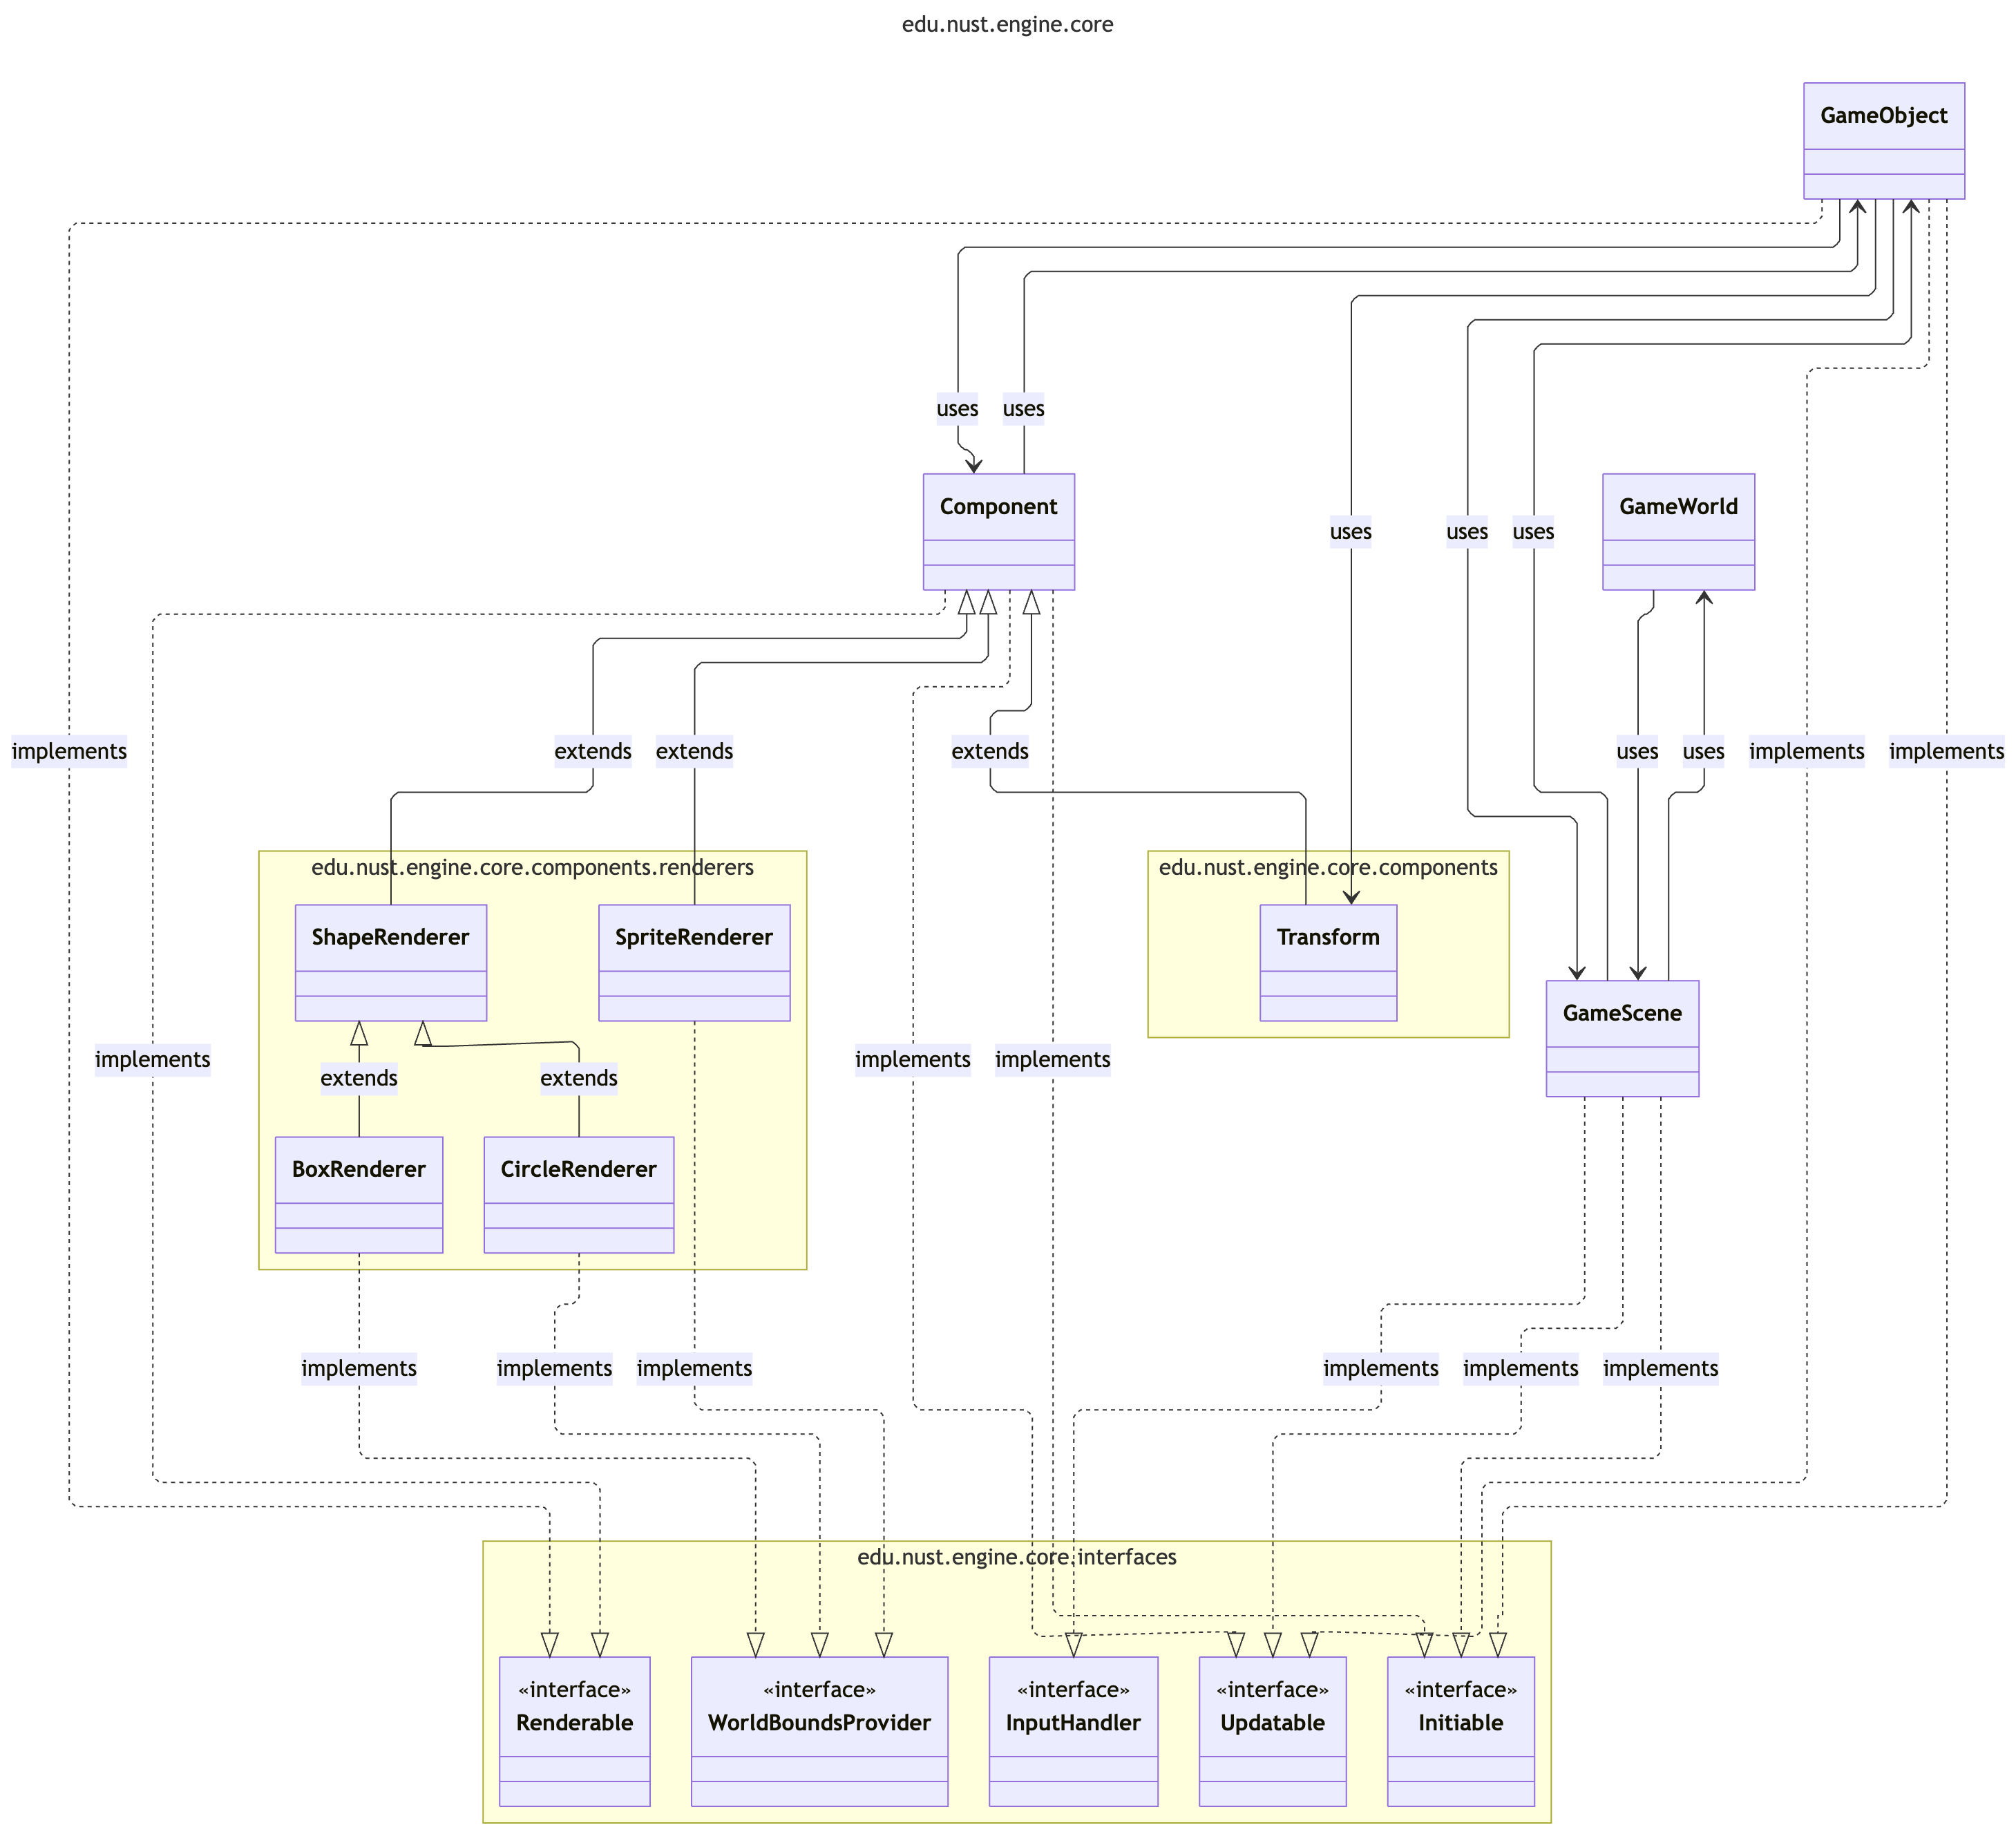 edu.nust.engine.core
GameObject
uses
uses
Component
GameWorld
uses
uses
uses
implements
extends
extends
extends
uses
uses
implements
implements
edu.nust.engine.core.components.renderers
edu.nust.engine.core.components
ShapeRenderer
SpriteRenderer
Transform
GameScene
implements
implements
implements
extends
extends
BoxRenderer
CircleRenderer
implements
implements
implements
implements
implements
implements
edu.nust.engine.core.interfaces
«interface»
Renderable
«interface»
WorldBoundsProvider
«interface»
InputHandler
«interface»
Updatable
«interface»
Initiable